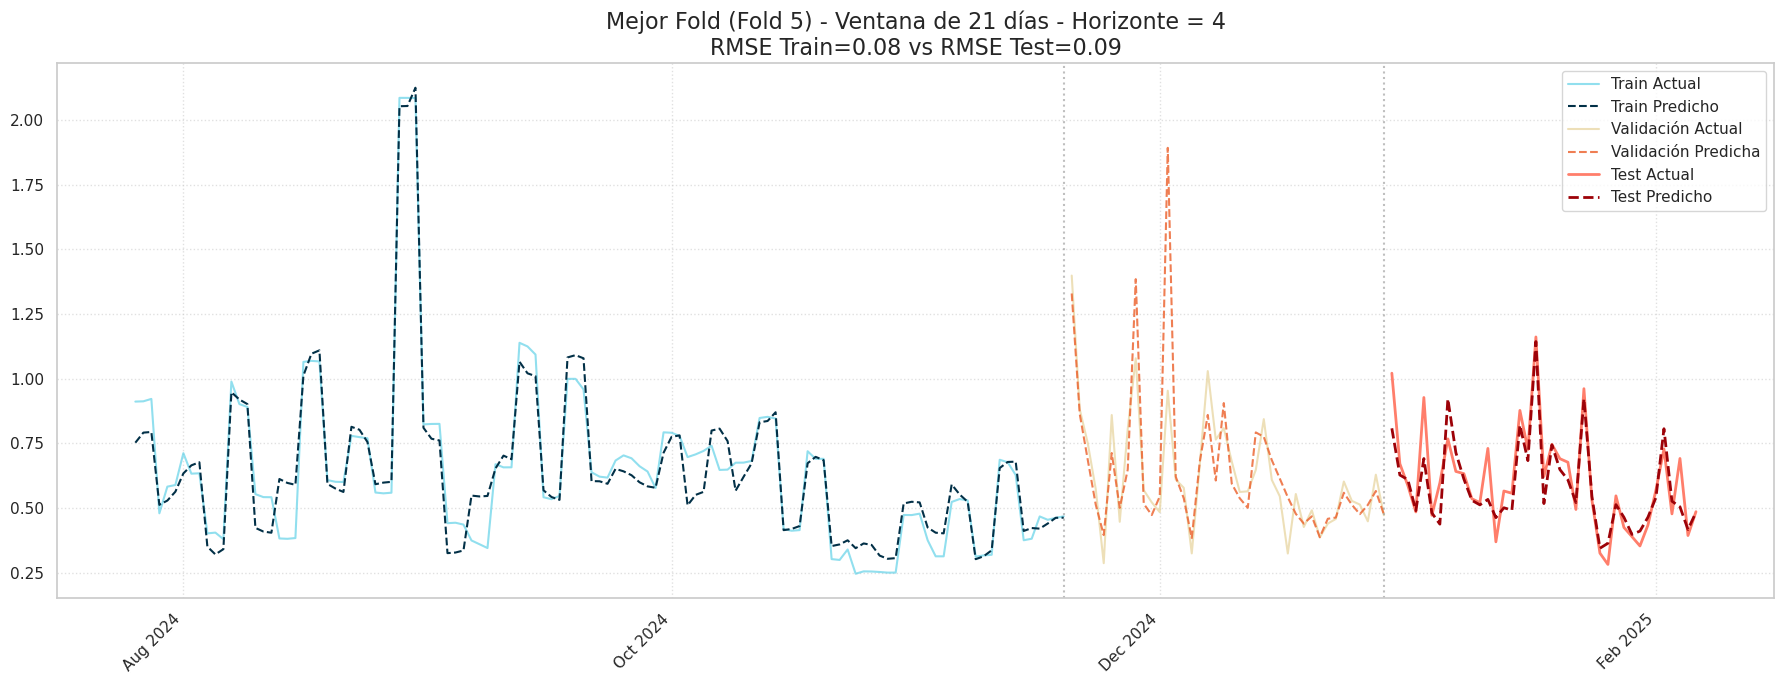 Mejor Fold (Fold 5) - Ventana de 21 días - Horizonte = 4
RMSE Train=0.08 vs RMSE Test=0.09
2.00
1.75
1.50
1.25
1.00
0.75
0.50
0.25
Train Actual
Train Predicho
Validación Actual
Validación Predicha
Test Actual
Test Predicho
Aug 2024
Oct 2024
Dec 2024
Feb 2025